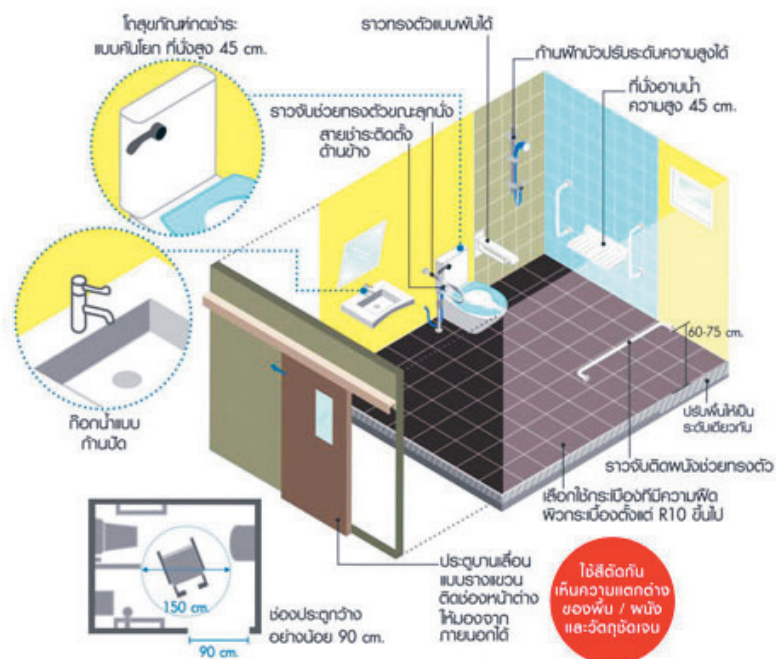 โถสุขภัณฑ์กดชำระ
แบบคันโยก ที่นั่งสูง 45 cm.
ราวทรงตัวแบบพับได้
ก้านฝักบัวปรับระดับความสูงได้
ที่นั่งอาบน้ำ
ความสูง 45 cm.
ราวจับช่วยทรงตัวขณะลุกนั่ง
สายชำระติดตั้ง
ด้านข้าง
60-75 cm.
ปรับพื้นให้เป็น
ระดับเดียวกัน
ก๊อกน้ำแบบ
ก้านปัด
ราวจับติดผนังช่วยทรงตัว
เลือกใช้กระเบื้องที่มีความฝืด
ผิวกระเบื้องตั้งแต่ R10 ขึ้นไป
ประตูบานเลื่อน
แบบรางแขวน
ติดช่องหน้าต่าง
ให้มองจาก
ภายนอกได้
ใช้สีตัดกัน
เห็นความแตกต่าง
ของพื้น / ผนัง
และวัตถุชัดเจน
150 cm.
ช่องประตูกว้าง
อย่างน้อย 90 cm.
90 cm.